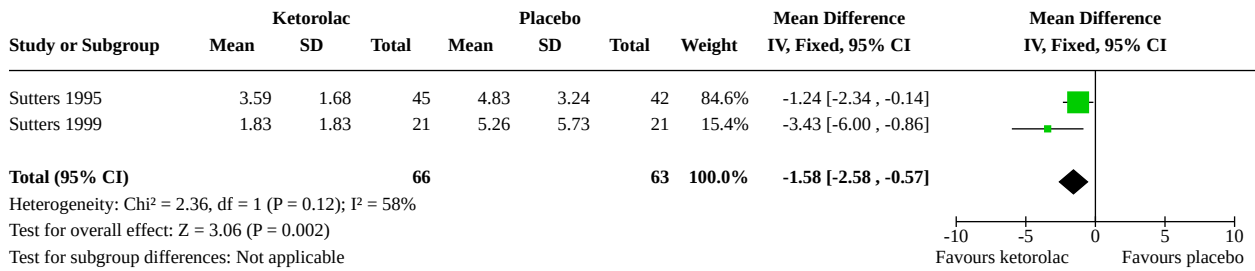 Ketorolac Placebo Mean Difference Mean Difference
Study or Subgroup Mean SD Total Mean SD Total Weight IV, Fixed, 95% CI IV, Fixed, 95% CI
Sutters 1995 3.59 1.68 45 4.83 3.24 42 84.6% -1.24 [-2.34 , -0.14]
Sutters 1999 1.83 1.83 21 5.26 5.73 21 15.4% -3.43 [-6.00 , -0.86]
Total (95% CI) 66 63 100.0% -1.58 [-2.58 , -0.57]
Heterogeneity: Chi² = 2.36, df = 1 (P = 0.12); I² = 58%
Test for overall effect: Z = 3.06 (P = 0.002)
Test for subgroup differences: Not applicable
-10 -5 0 5 10
Favours ketorolac Favours placebo